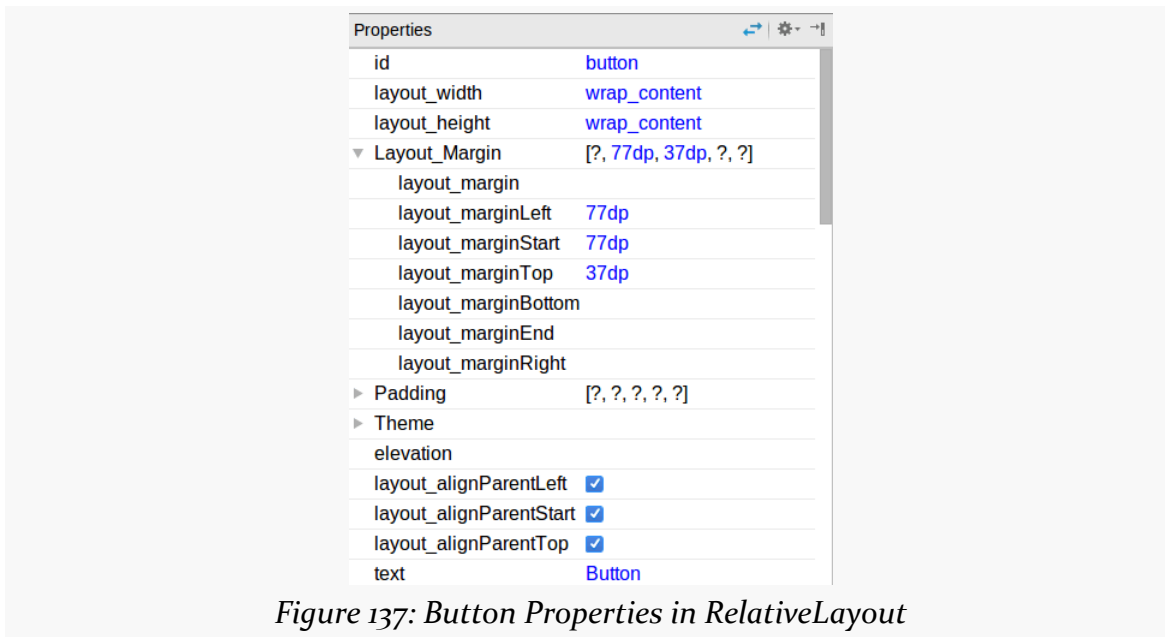 Properties
id button
layout_width wrap_content
layout_height wrap_content
Layout_Margin [?, 77dp, 37dp, ?, ?]
layout_margin
layout_marginLeft 77dp
layout_marginStart 77dp
layout_marginTop 37dp
layout_marginBottom
layout_marginEnd
layout_marginRight
Padding [?, ?, ?, ?, ?]
Theme
elevation
layout_alignParentLeft
layout_alignParentStart
layout_alignParentTop
text Button
Figure 137: Button Properties in RelativeLayout